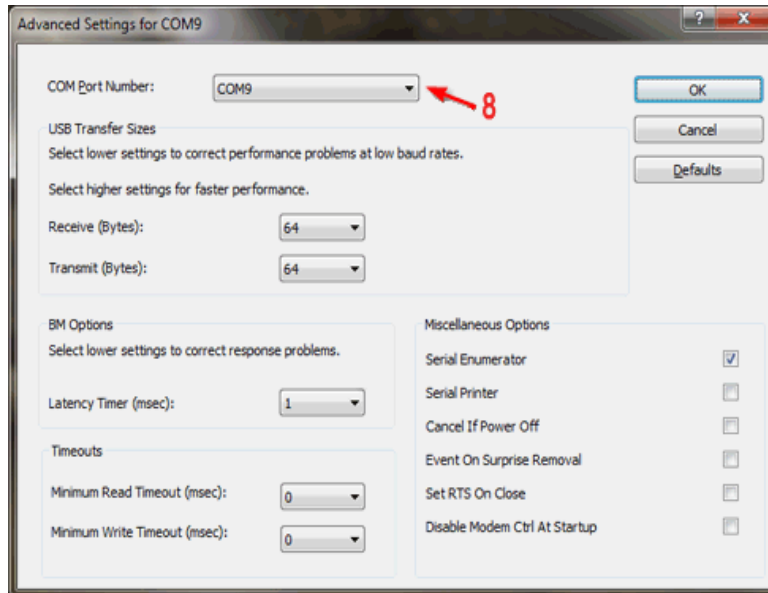 Advanced Settings for COM9
COM Port Number: COM9
8
OK
Cancel
Defaults
USB Transfer Sizes
Select lower settings to correct performance problems at low baud rates.
Select higher settings for faster performance.
Receive (Bytes): 64
Transmit (Bytes): 64
BM Options
Select lower settings to correct response problems.
Latency Timer (msec): 1
Timeouts
Minimum Read Timeout (msec): 0
Minimum Write Timeout (msec): 0
Miscellaneous Options
Serial Enumerator
Serial Printer
Cancel If Power Off
Event On Surprise Removal
Set RTS On Close
Disable Modem Ctrl At Startup